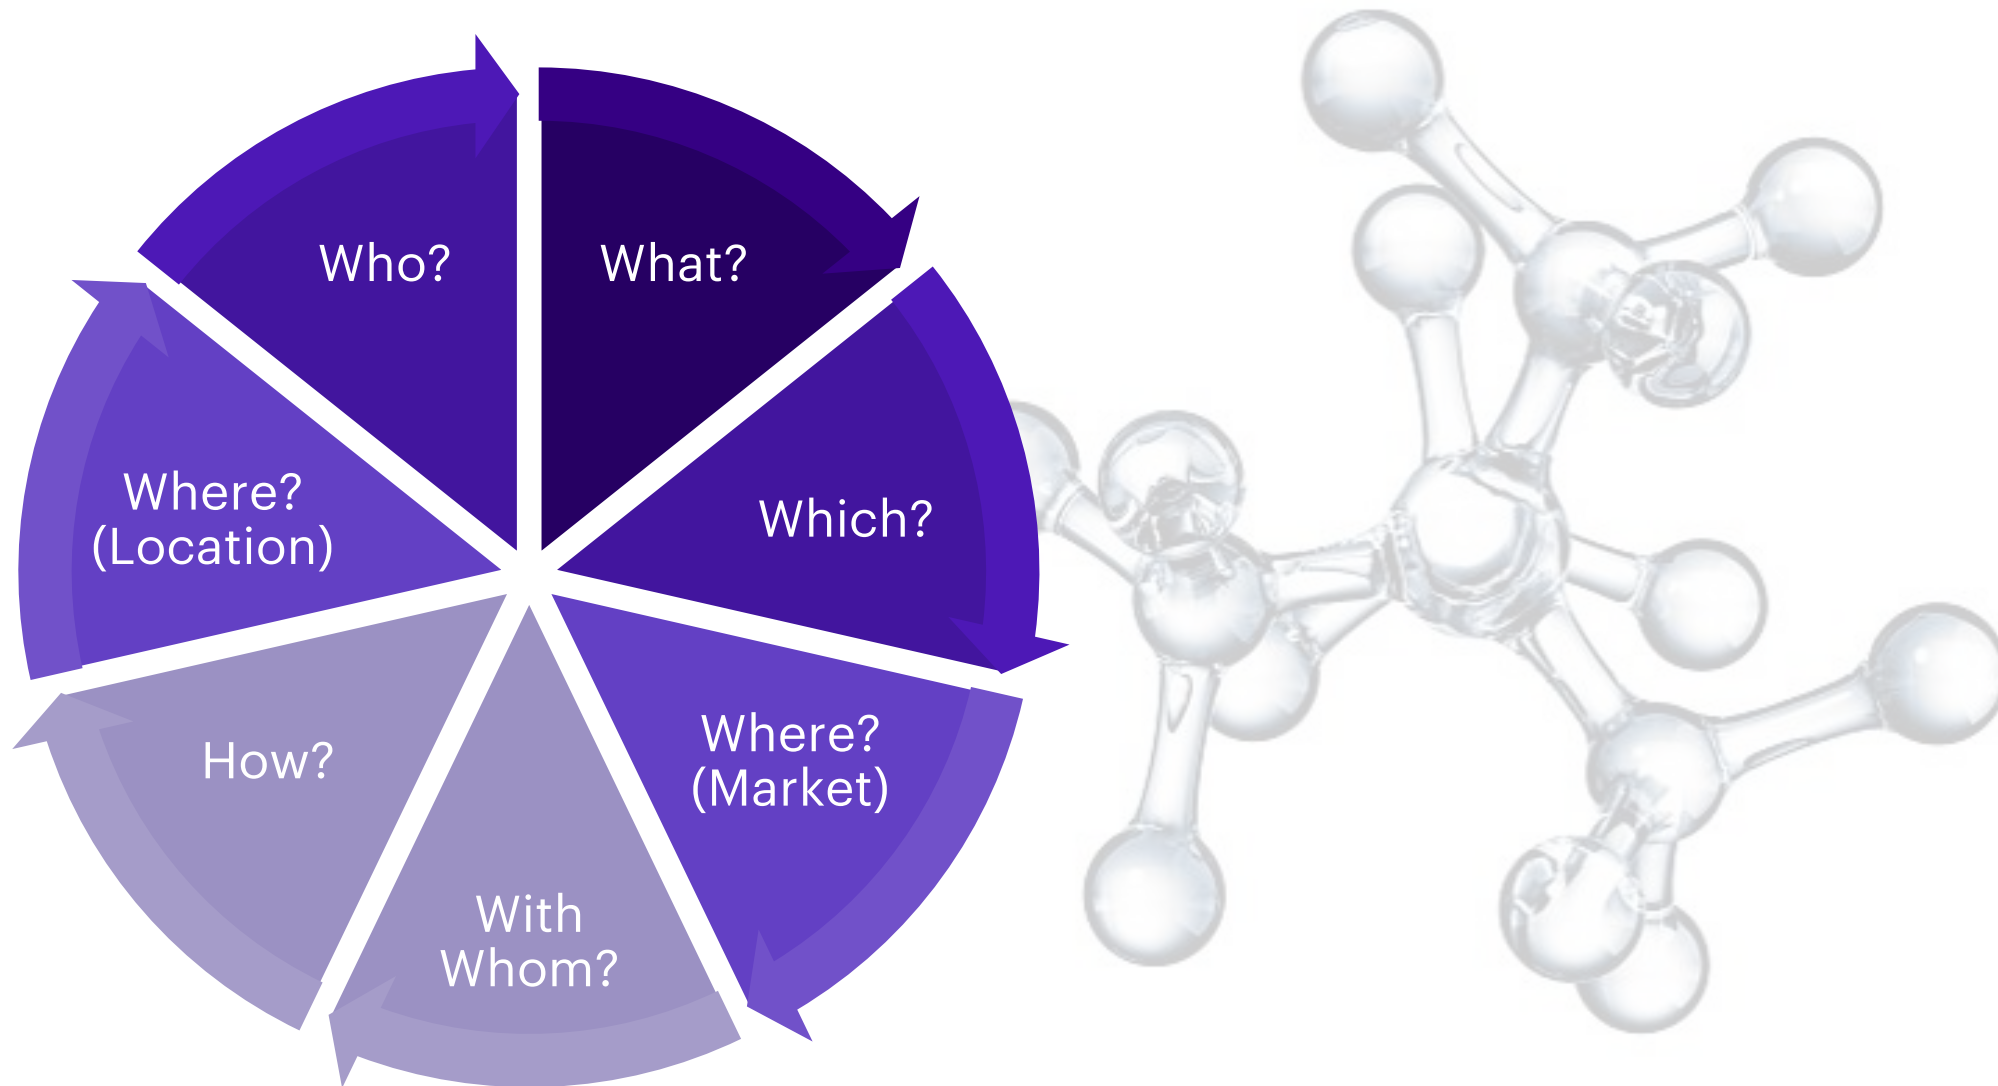 What?
Which?
Where?
(Market)
With
Whom?
How?
Where?
(Location)
Who?